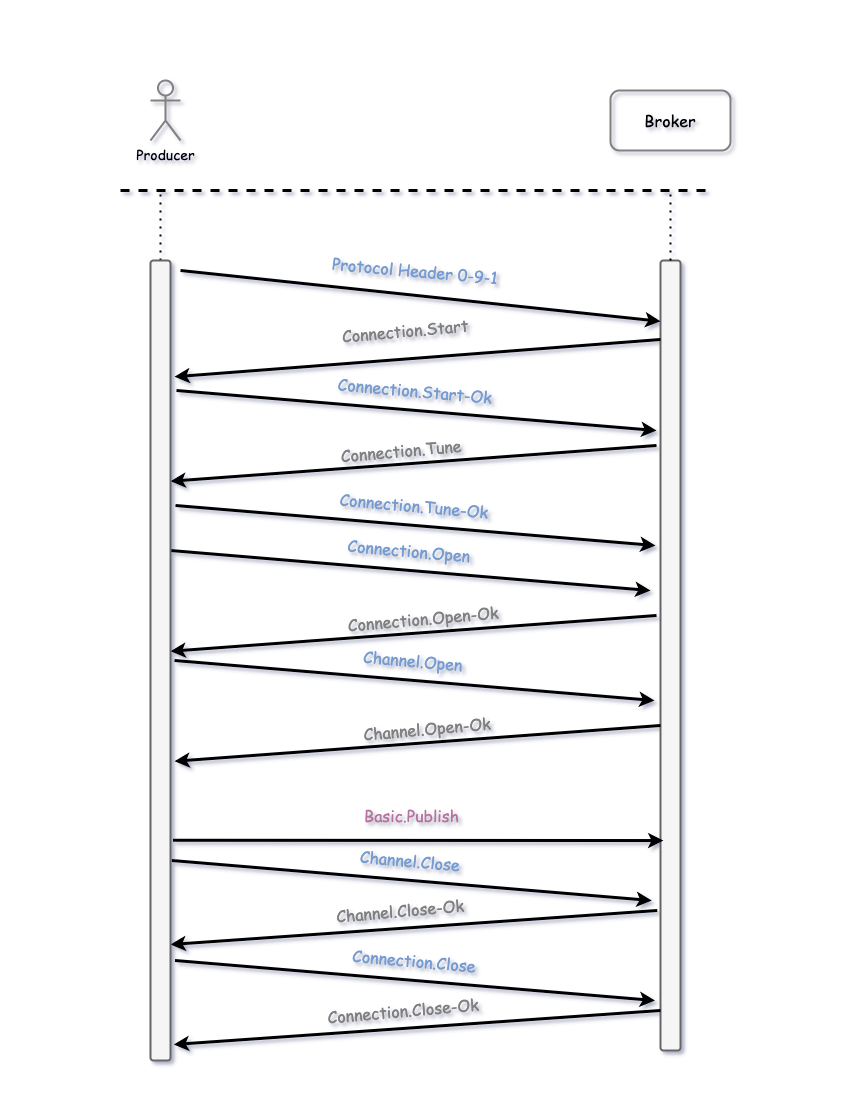 Producer
Broker
Protocol Header 0-9-1
Connection.Start
Connection.Start-Ok
Connection.Tune
Connection.Tune-Ok
Connection.Open
Connection.Open-Ok
Channel.Open
Channel.Open-Ok
Basic.Publish
Channel.Close
Channel.Close-Ok
Connection.Close
Connection.Close-Ok